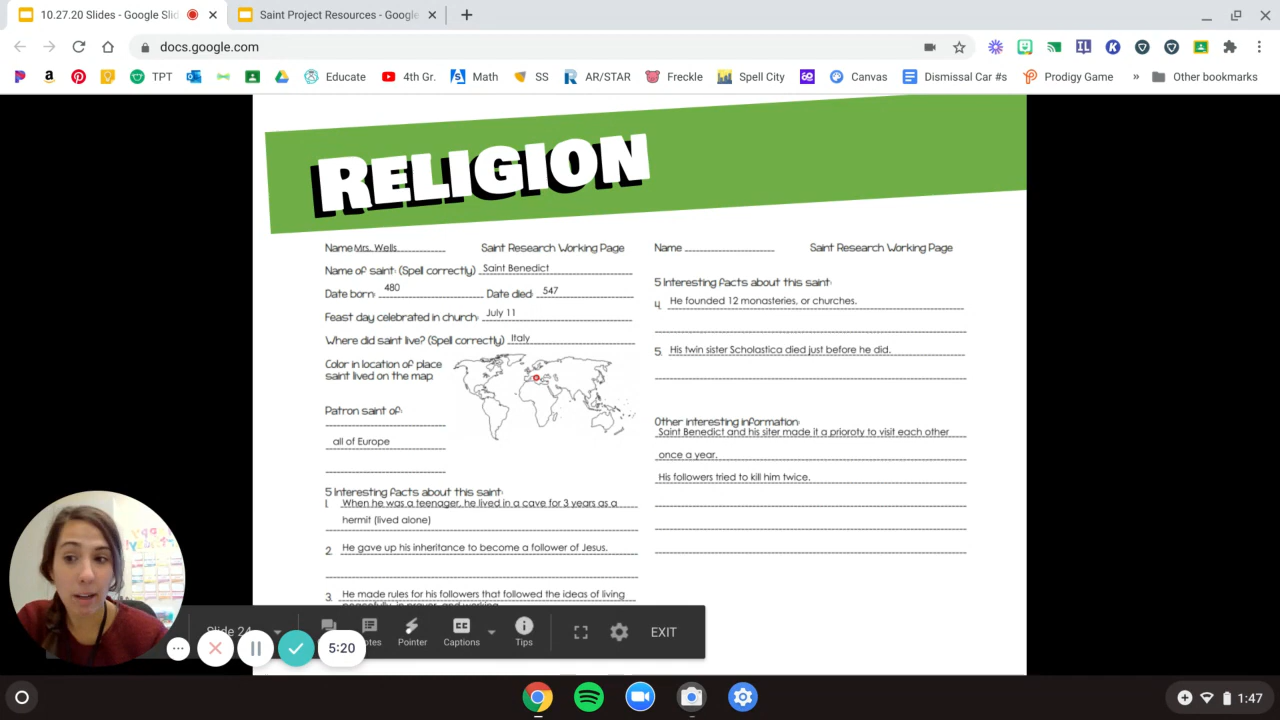 10.27.20 Slides - Google Slid
Saint Project Resources - Google
docs.google.com
TPT
Educate
4th Gr.
Math
SS
AR/STAR
Freckle
Spell City
Canvas
Dismissal Car #s
Prodigy Game
»
Other bookmarks
RELIGION
Name Mrs. Wells Saint Research Working Page
Name of saint: (Spell correctly) Saint Benedict
Date born: 480 Date died: 547
Feast day celebrated in church: July 11
Where did saint live? (Spell correctly) Italy
Color in location of place
saint lived on the map.
Patron saint of:
all of Europe
5 Interesting facts about this saint:
1. When he was a teenager, he lived in a cave for 3 years as a
hermit (lived alone)
2. He gave up his inheritance to become a follower of Jesus.
3. He made rules for his followers that followed the ideas of living
peacefully, in prayer, and working
Name Saint Research Working Page
5 Interesting facts about this saint:
4. He founded 12 monasteries, or churches.
5. His twin sister Scholastica died just before he did.
Other interesting information:
Saint Benedict and his siter made it a prioroty to visit each other
once a year.
His followers tried to kill him twice.
Slide 24
Pointer
Captions
Tips
EXIT
5:20
1:47